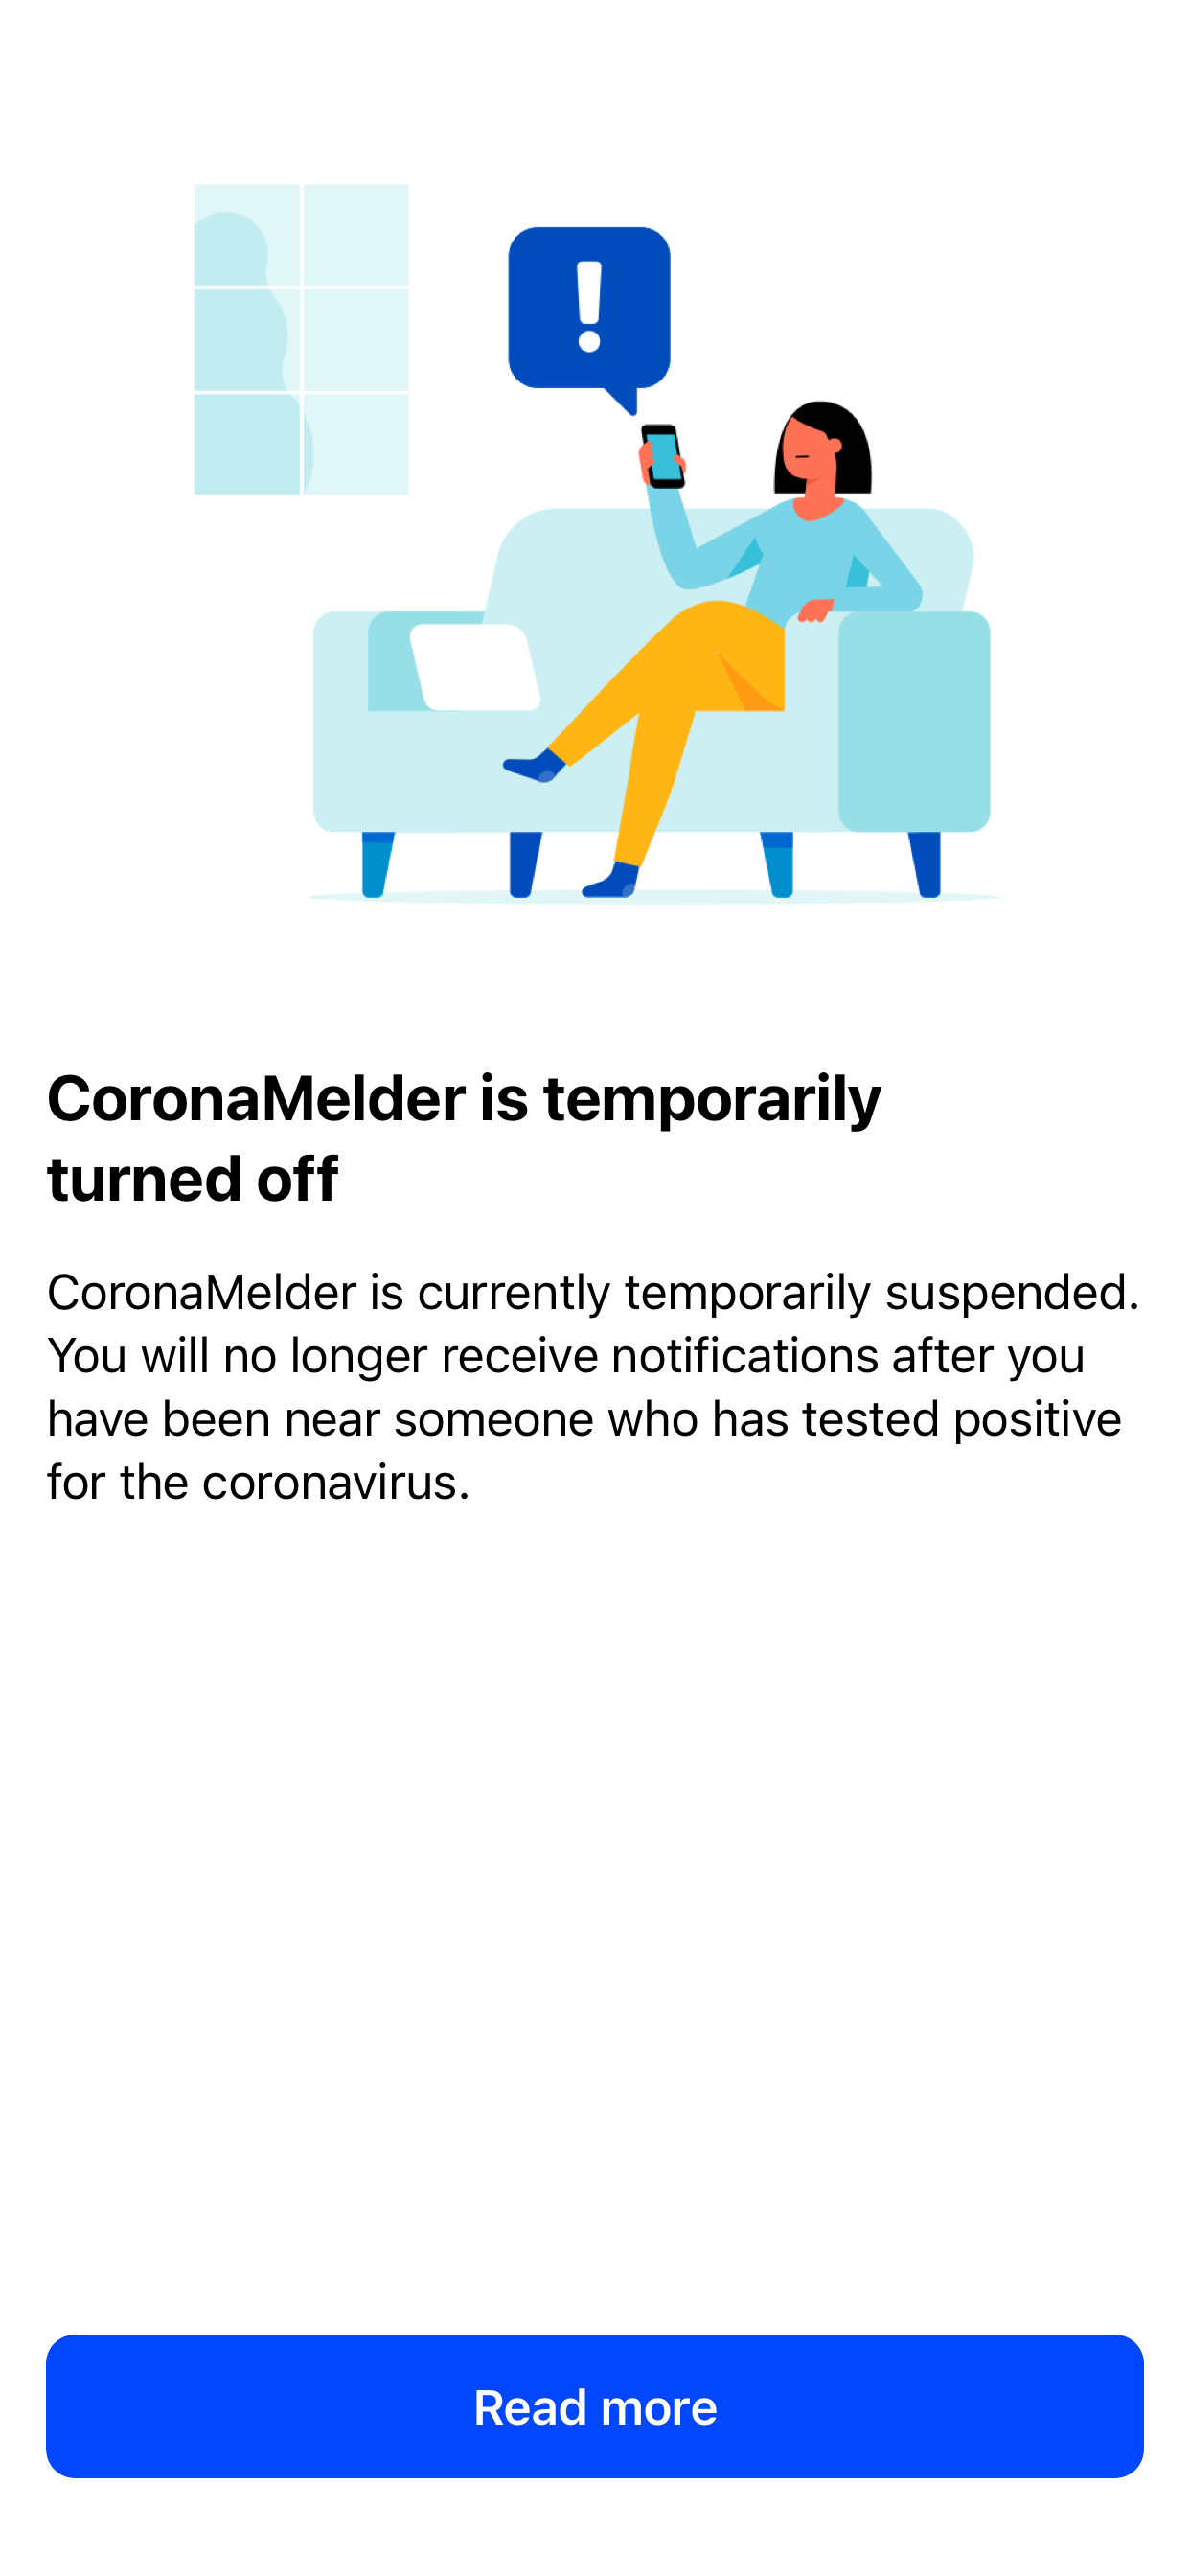 !
CoronaMelder is temporarily
turned off
CoronaMelder is currently temporarily suspended.
You will no longer receive notifications after you
have been near someone who has tested positive
for the coronavirus.
Read more